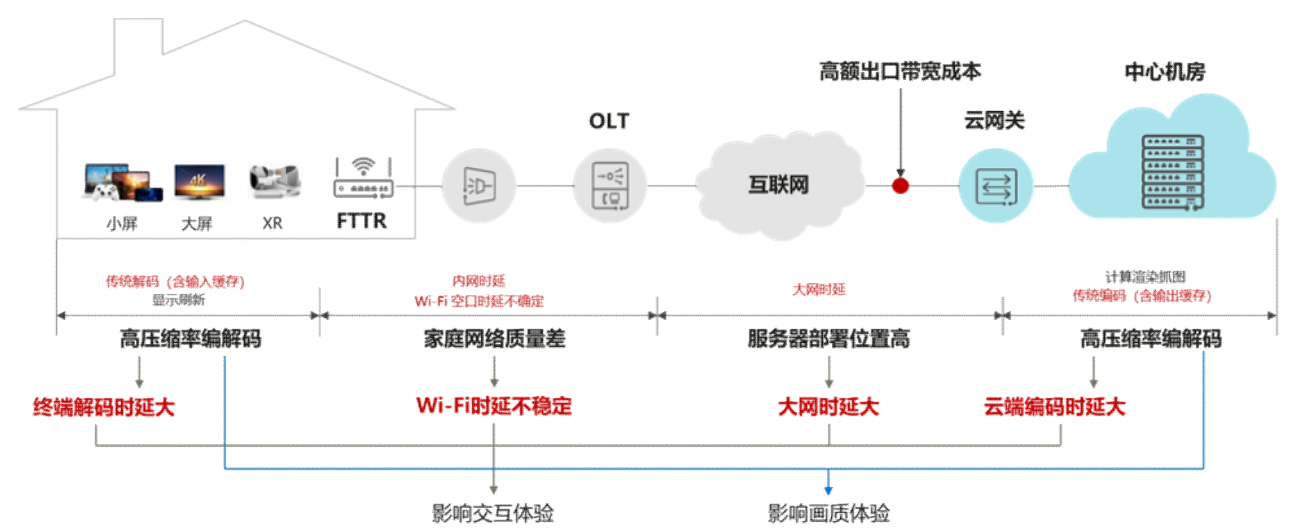 高额出口带宽成本
中心机房
OLT
云网关
4K
互联网
小屏
大屏
XR
FTTR
传统解码（含输入缓存）
显示刷新
内网时延
Wi-Fi 空口时延不确定
大网时延
计算渲染抓图
传统编码（含输出缓存）
高压缩率编解码
家庭网络质量差
服务器部署位置高
高压缩率编解码
终端解码时延大
Wi-Fi时延不稳定
大网时延大
云端编码时延大
影响交互体验
影响画质体验